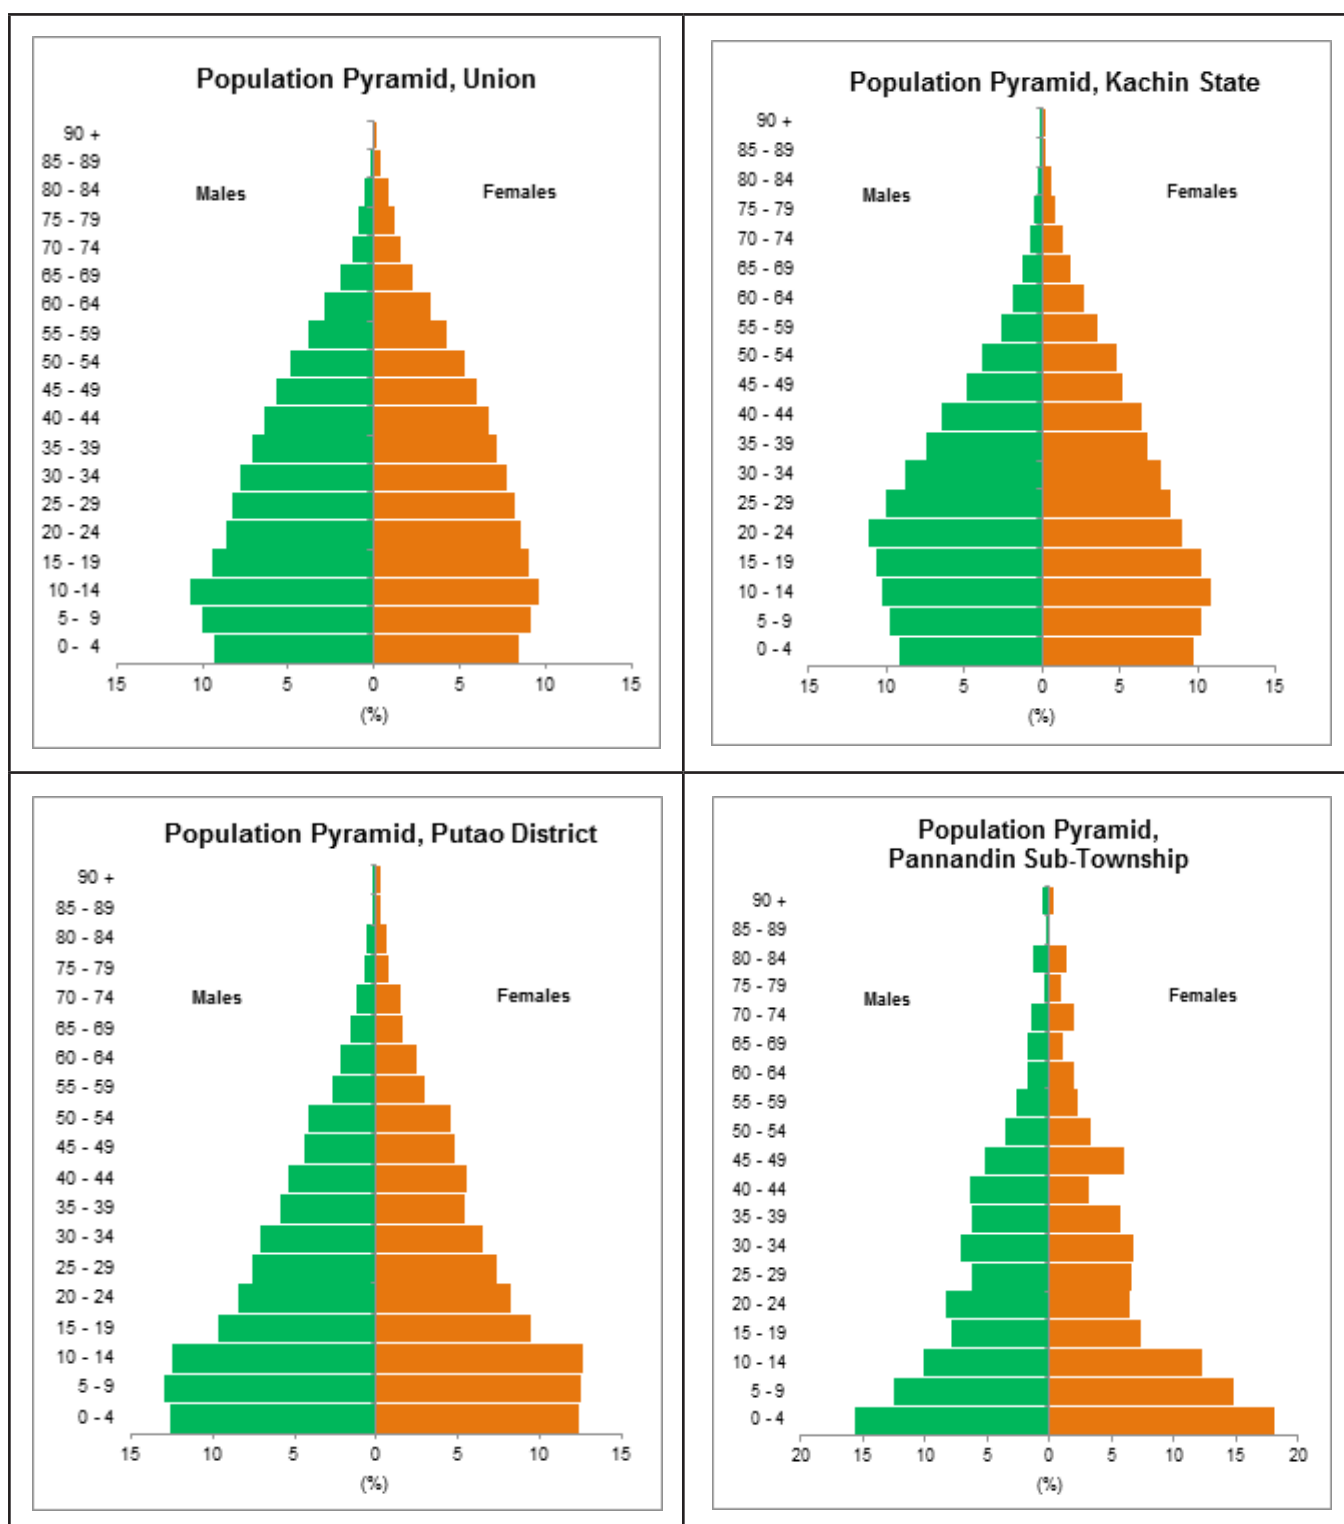 Population Pyramid, Union
90 +
85 - 89
80 - 84
75 - 79
70 - 74
65 - 69
60 - 64
55 - 59
50 - 54
45 - 49
40 - 44
35 - 39
30 - 34
25 - 29
20 - 24
15 - 19
10 -14
5 - 9
0 - 4
Males
Females
15 10 5 0 5 10 15
(%)
Population Pyramid, Kachin State
90 +
85 - 89
80 - 84
75 - 79
70 - 74
65 - 69
60 - 64
55 - 59
50 - 54
45 - 49
40 - 44
35 - 39
30 - 34
25 - 29
20 - 24
15 - 19
10 - 14
5 - 9
0 - 4
Males
Females
15 10 5 0 5 10 15
(%)
Population Pyramid, Putao District
90 +
85 - 89
80 - 84
75 - 79
70 - 74
65 - 69
60 - 64
55 - 59
50 - 54
45 - 49
40 - 44
35 - 39
30 - 34
25 - 29
20 - 24
15 - 19
10 - 14
5 - 9
0 - 4
Males
Females
15 10 5 0 5 10 15
(%)
Population Pyramid,
Pannandin Sub-Township
90 +
85 - 89
80 - 84
75 - 79
70 - 74
65 - 69
60 - 64
55 - 59
50 - 54
45 - 49
40 - 44
35 - 39
30 - 34
25 - 29
20 - 24
15 - 19
10 - 14
5 - 9
0 - 4
Males
Females
20 15 10 5 0 5 10 15 20
(%)